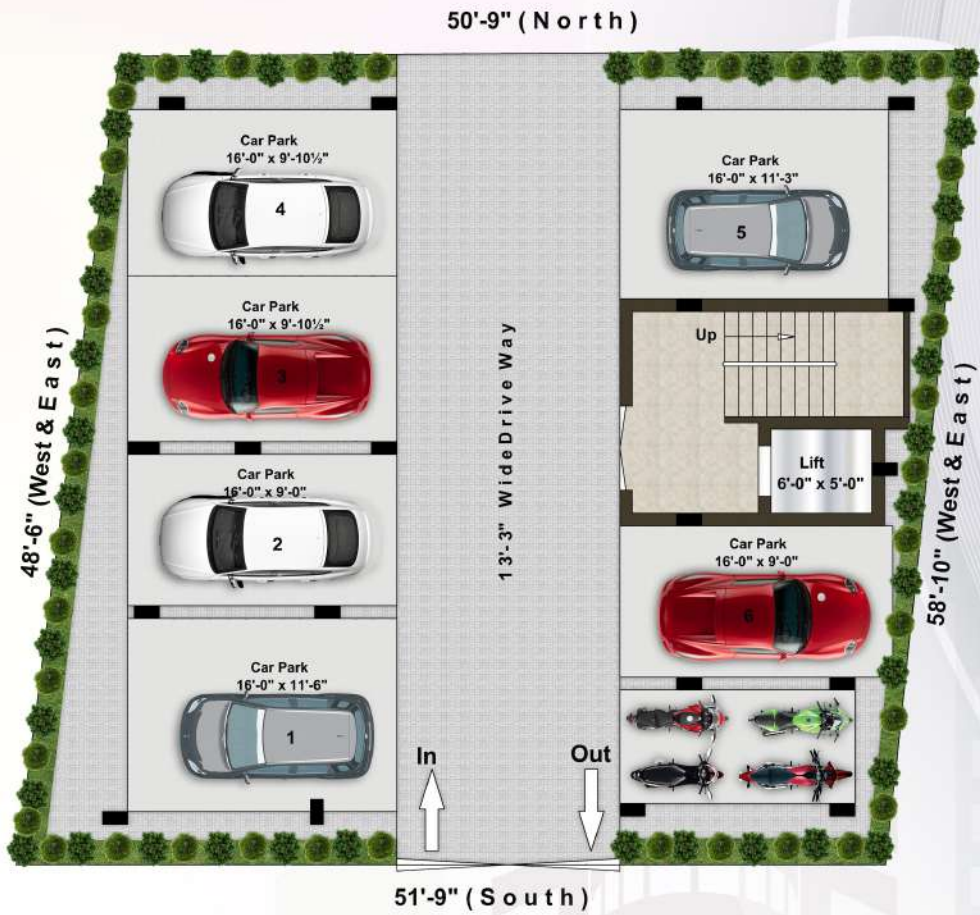 50'-9" (North)
Car Park
16'-0" x 9'-10½"
4
Car Park
16'-0" x 11'-3"
5
Car Park
16'-0" x 9'-10½"
3
Up
13'-3" WideDrive Way
48'-6" (West & East)
58'-10" (West & East)
Lift
6'-0" x 5'-0"
Car Park
16'-0" x 9'-0"
2
Car Park
16'-0" x 9'-0"
6
Car Park
16'-0" x 11'-6"
1
In
Out
51'-9" (South)